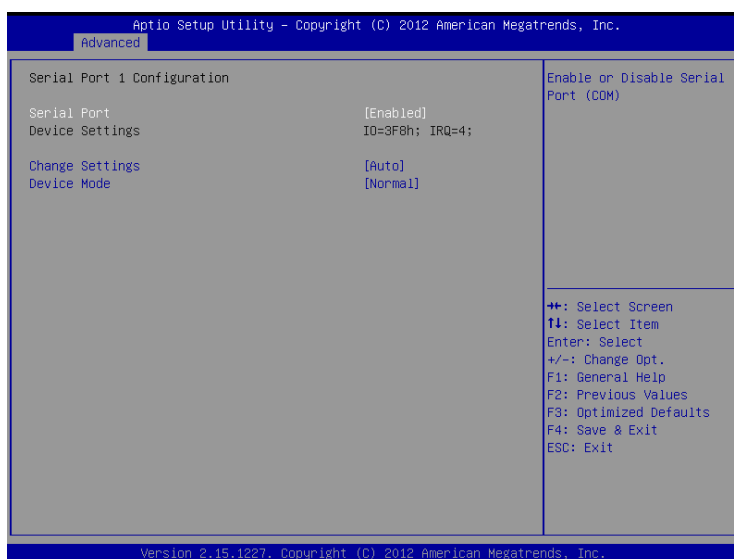 Aptio Setup Utility – Copyright (C) 2012 American Megatrends, Inc.
Advanced
Serial Port 1 Configuration
Serial Port [Enabled]
Device Settings IO=3F8h; IRQ=4;
Change Settings [Auto]
Device Mode [Normal]
Enable or Disable Serial
Port (COM)
→←: Select Screen
↑↓: Select Item
Enter: Select
+/-: Change Opt.
F1: General Help
F2: Previous Values
F3: Optimized Defaults
F4: Save & Exit
ESC: Exit
Version 2.15.1227. Copyright (C) 2012 American Megatrends, Inc.